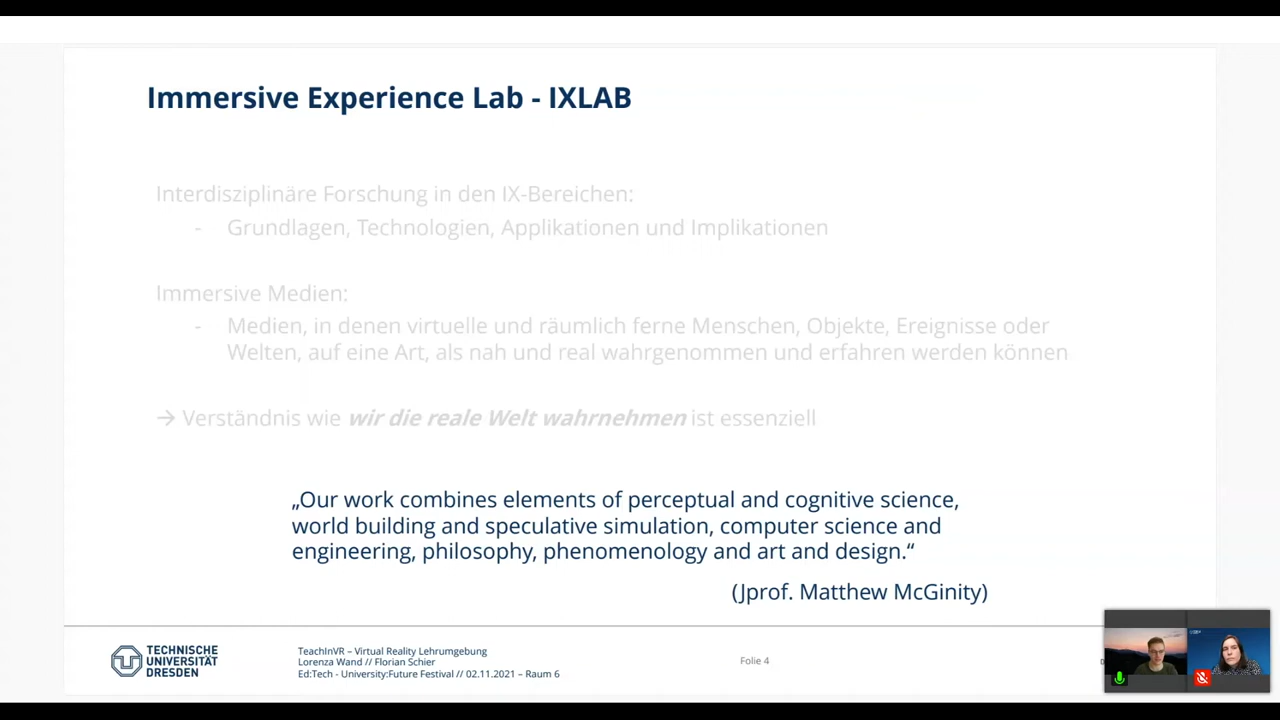 Immersive Experience Lab - IXLAB
Interdisziplinäre Forschung in den IX-Bereichen:
- Grundlagen, Technologien, Applikationen und Implikationen
Immersive Medien:
- Medien, in denen virtuelle und räumlich ferne Menschen, Objekte, Ereignisse oder
Welten, auf eine Art, als nah und real wahrgenommen und erfahren werden können
→ Verständnis wie wir die reale Welt wahrnehmen ist essenziell
„Our work combines elements of perceptual and cognitive science,
world building and speculative simulation, computer science and
engineering, philosophy, phenomenology and art and design.“
(Jprof. Matthew McGinity)
TECHNISCHE
UNIVERSITÄT
DRESDEN
TeachInVR – Virtual Reality Lehrumgebung
Lorenza Wand // Florian Schier
Ed:Tech - University:Future Festival // 02.11.2021 – Raum 6
Folie 4